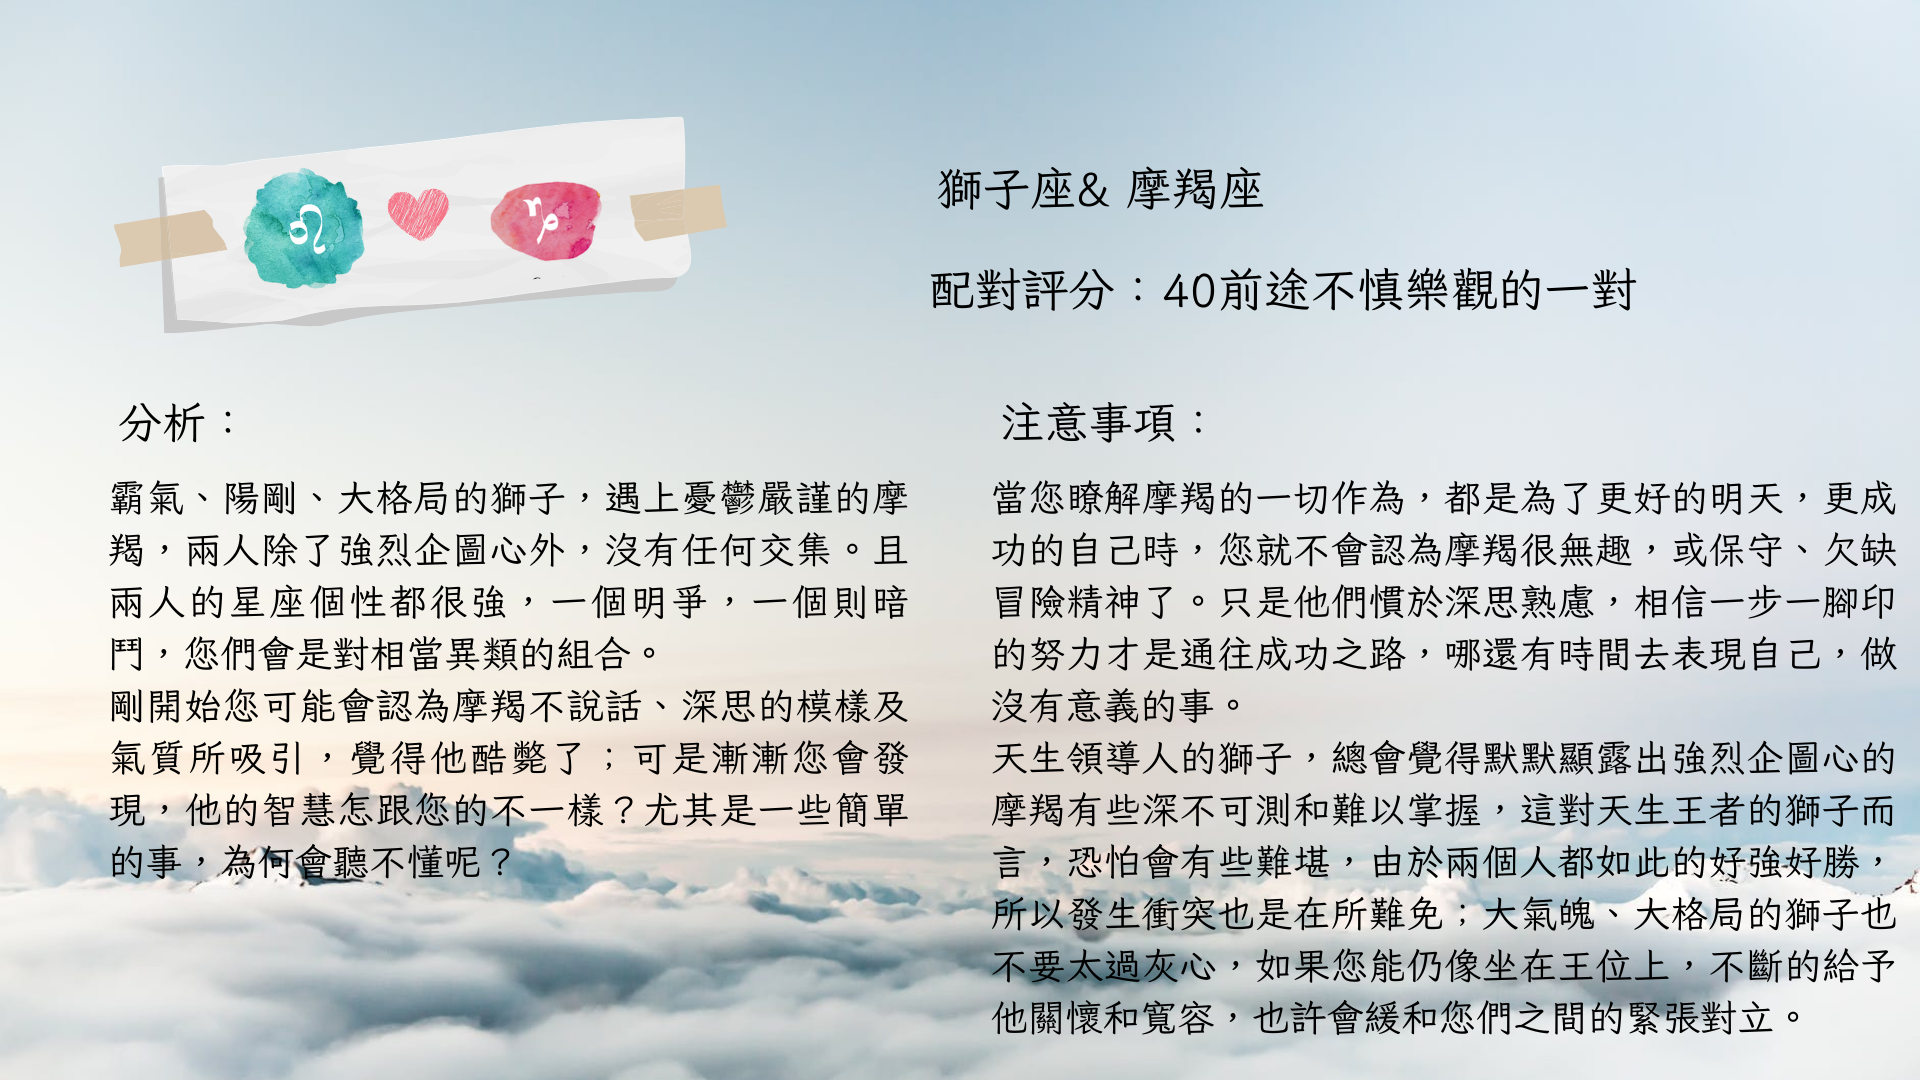 ♌ ♑
獅子座& 摩羯座
配對評分：40前途不慎樂觀的一對
分析：
霸氣、陽剛、大格局的獅子，遇上憂鬱嚴謹的摩
羯，兩人除了強烈企圖心外，沒有任何交集。且
兩人的星座個性都很強，一個明爭，一個則暗
鬥，您們會是對相當異類的組合。
剛開始您可能會認為摩羯不說話、深思的模樣及
氣質所吸引，覺得他酷斃了；可是漸漸您會發
現，他的智慧怎跟您的不一樣？尤其是一些簡單
的事，為何會聽不懂呢？
注意事項：
當您瞭解摩羯的一切作為，都是為了更好的明天，更成
功的自己時，您就不會認為摩羯很無趣，或保守、欠缺
冒險精神了。只是他們慣於深思熟慮，相信一步一腳印
的努力才是通往成功之路，哪還有時間去表現自己，做
沒有意義的事。
天生領導人的獅子，總會覺得默默顯露出強烈企圖心的
摩羯有些深不可測和難以掌握，這對天生王者的獅子而
言，恐怕會有些難堪，由於兩個人都如此的好強好勝，
所以發生衝突也是在所難免；大氣魄、大格局的獅子也
不要太過灰心，如果您能仍像坐在王位上，不斷的給予
他關懷和寬容，也許會緩和您們之間的緊張對立。